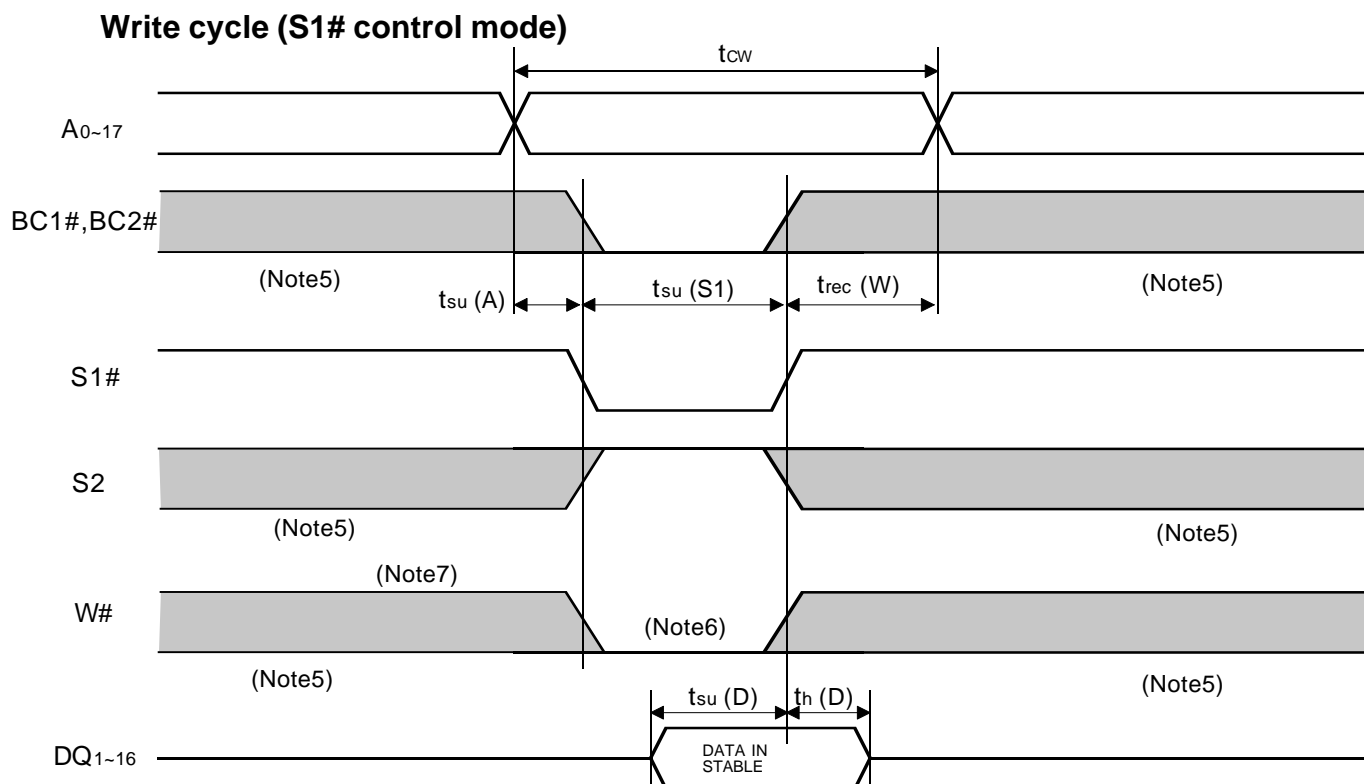 Write cycle (S1# control mode)
tCW
A0~17
BC1#,BC2#
(Note5)
(Note5)
tsu (A)
tsu (S1)
trec (W)
S1#
S2
(Note5)
(Note5)
(Note7)
W#
(Note6)
(Note5)
(Note5)
tsu (D)
th (D)
DQ1~16
DATA IN
STABLE